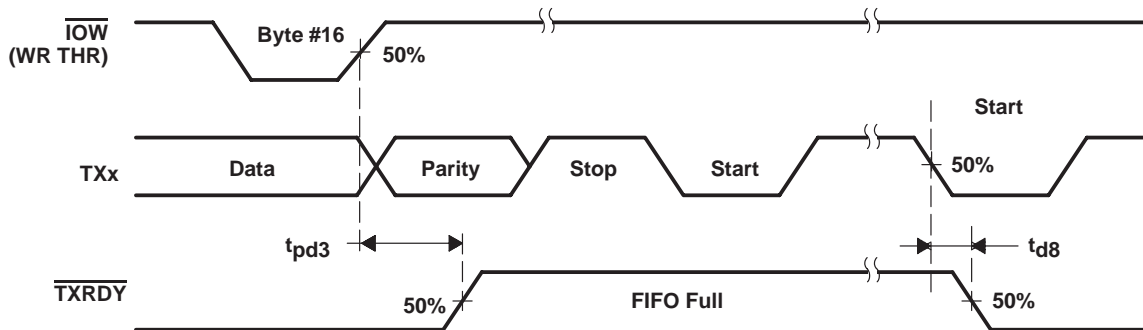 IOW
(WR THR)
Byte #16
50%
Start
TXx
Data
Parity
Stop
Start
50%
tpd3
td8
TXRDY
50%
FIFO Full
50%